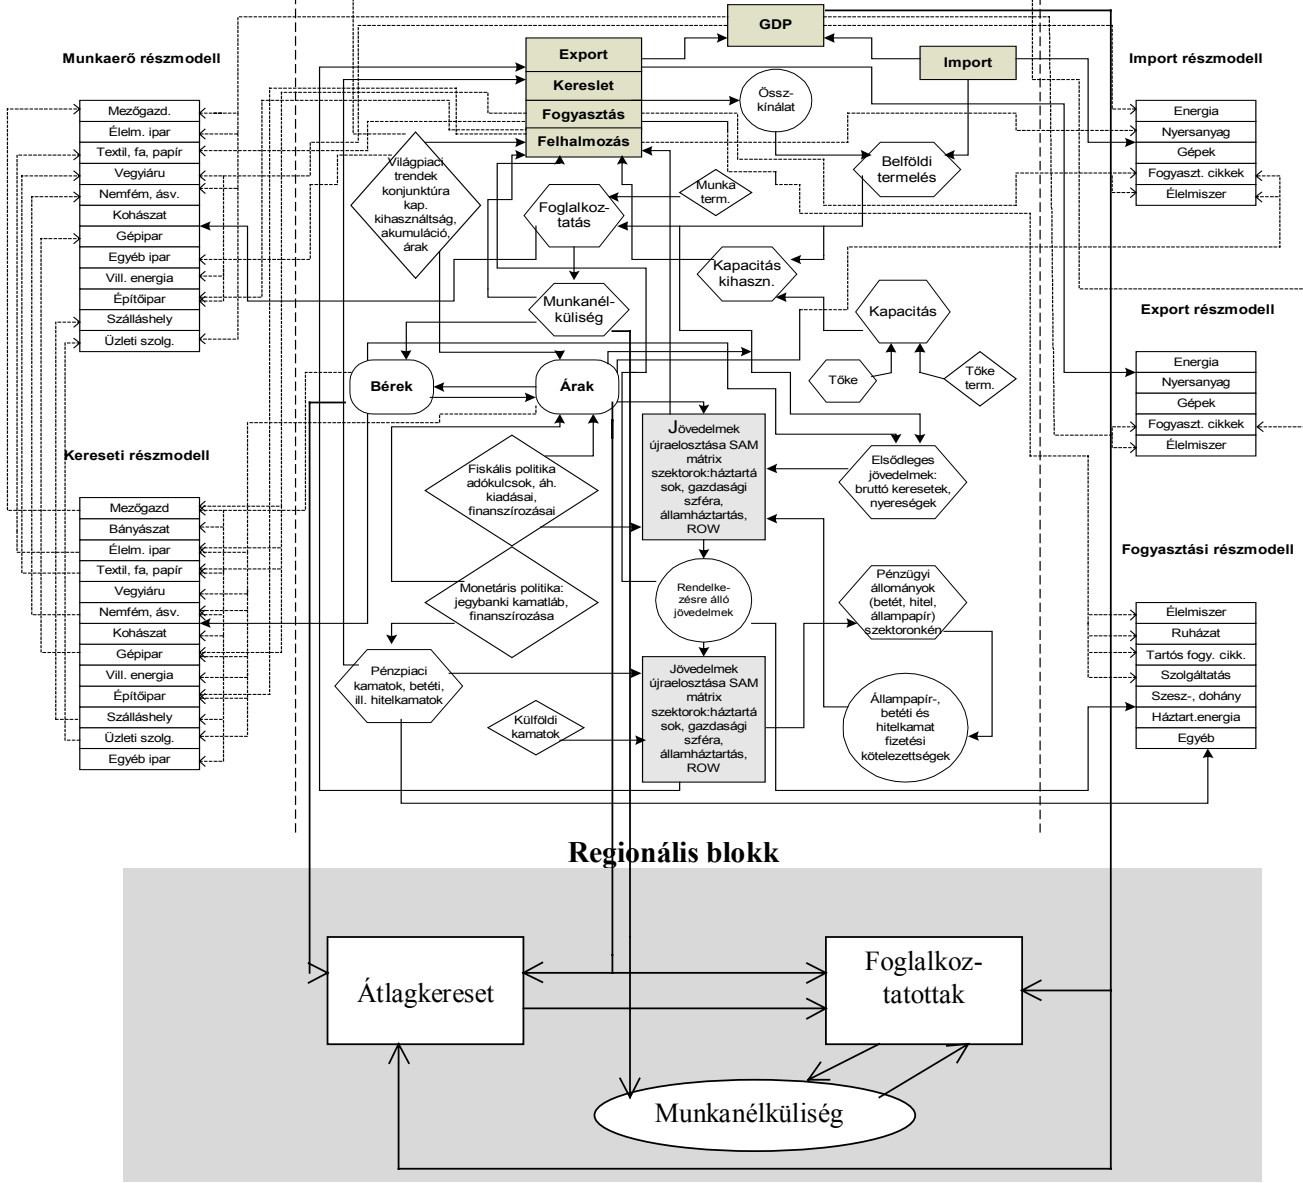 GDP
Munkaerő részmodell
Export
Kereslet
Fogyasztás
Felhalmozás
Import
Import részmodell
Össz-
kínálat
Mezőgazd.
Élelm. ipar
Textil, fa, papír
Vegyiáru
Nemfém, ásv.
Kohászat
Gépipar
Egyéb ipar
Vill. energia
Építőipar
Szálláshely
Üzleti szolg.
Világpiaci
trendek
konjunktúra
kap.
kihasználtság,
akumuláció,
árak
Foglalkoz-
tatás
Munka
term.
Belföldi
termelés
Energia
Nyersanyag
Gépek
Fogyaszt. cikkek
Élelmiszer
Munkanél-
küliség
Kapacitás
kihaszn.
Kapacitás
Tőke
Tőke
term.
Export részmodell
Energia
Nyersanyag
Gépek
Fogyaszt. cikkek
Élelmiszer
Bérek
Árak
Kereseti részmodell
Mezőgazd
Bányászat
Élelm. ipar
Textil, fa, papír
Vegyiáru
Nemfém, ásv.
Kohászat
Gépipar
Vill. energia
Építőipar
Szálláshely
Üzleti szolg.
Egyéb ipar
Fiskális politika
adókulcsok, áh.
kiadásai,
finanszírozásai
Jövedelmek
újraelosztása SAM
mátrix
szektorok:háztartá
sok, gazdasági
szféra,
államháztartás,
ROW
Elsődleges
jövedelmek:
bruttó keresetek,
nyereségek
Monetáris politika:
jegybanki kamatláb,
finanszírozása
Rendelke-
zésre álló
jövedelmek
Pénzügyi
állományok
(betét, hitel,
állampapír)
szektoronkén
Pénzpiaci
kamatok, betéti,
ill. hitelkamatok
Külföldi
kamatok
Jövedelmek
újraelosztása SAM
mátrix
szektorok:háztartá
sok, gazdasági
szféra,
államháztartás,
ROW
Állampapír-,
betéti és
hitelkamat
fizetési
kötelezettségek
Fogyasztási részmodell
Élelmiszer
Ruházat
Tartós fogy. cikk.
Szolgáltatás
Szesz-, dohány
Háztart.energia
Egyéb
Regionális blokk
Átlagkereset
Foglalkoz-
tatottak
Munkanélküliség